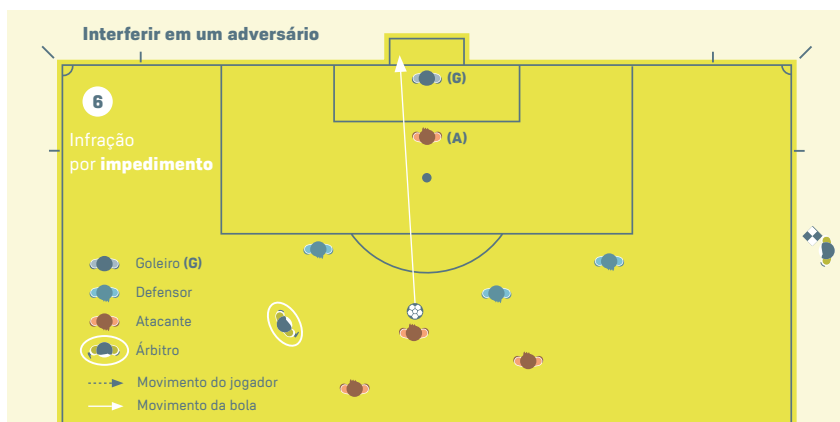 Interferir em um adversário
(G)
6
(A)
Infração
por impedimento
Goleiro (G)
Defensor
Atacante
Árbitro
Movimento do jogador
Movimento da bola